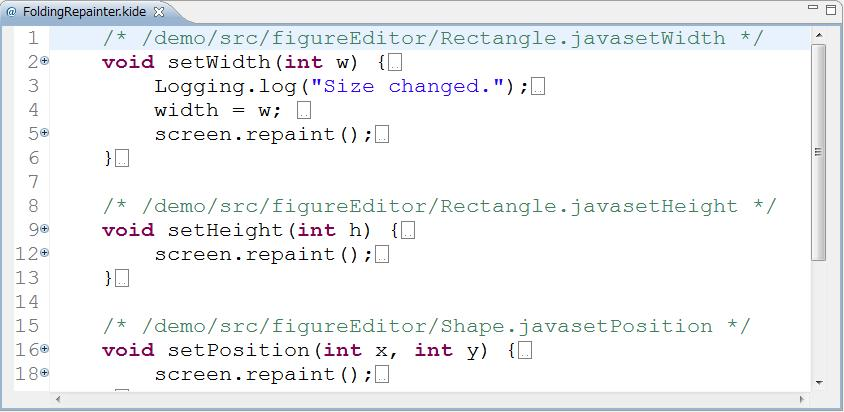 @ FoldingRepainter.kide
1 /* /demo/src/figureEditor/Rectangle.javasetWidth */
2 void setWidth(int w) {
3 Logging.log("Size changed.");
4 width = w;
5 screen.repaint();
6 }
7
8 /* /demo/src/figureEditor/Rectangle.javasetHeight */
9 void setHeight(int h) {
12 screen.repaint();
13 }
14
15 /* /demo/src/figureEditor/Shape.javasetPosition */
16 void setPosition(int x, int y) {
18 screen.repaint();